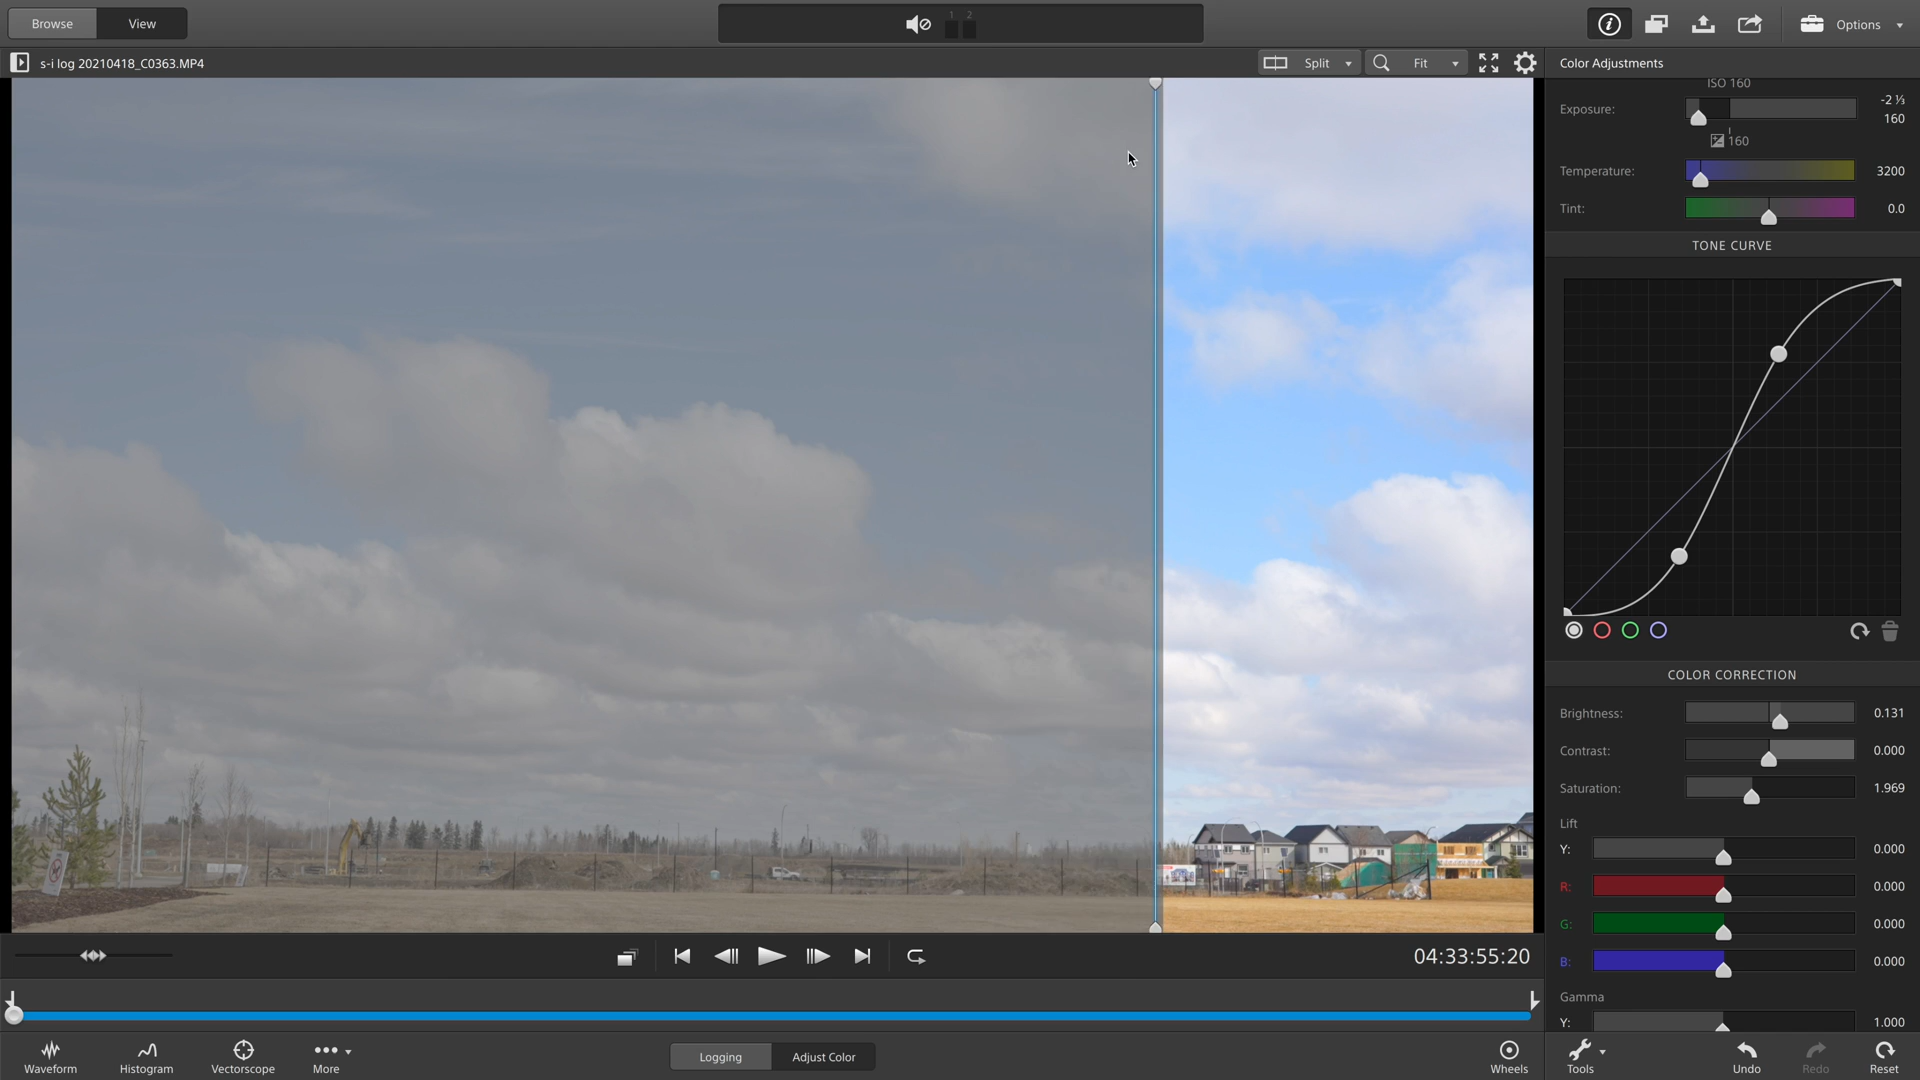 Browse View
1 2
Options
s-i log 20210418_C0363.MP4
Split Fit
Color Adjustments
ISO 160
Exposure: -2 ⅓
160
160
Temperature: 3200
Tint: 0.0
TONE CURVE
COLOR CORRECTION
Brightness: 0.131
Contrast: 0.000
Saturation: 1.969
Lift
Y: 0.000
R: 0.000
G: 0.000
B: 0.000
Gamma
Y: 1.000
04:33:55:20
Waveform Histogram Vectorscope More
Logging Adjust Color
Wheels Tools Undo Redo Reset